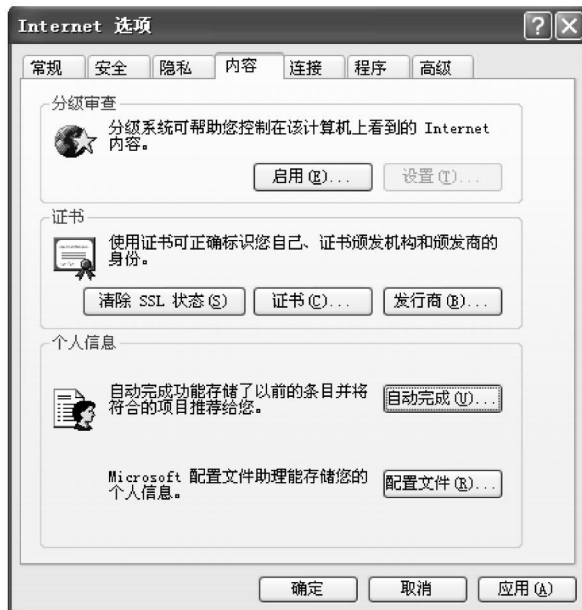 Internet 选项
常规 安全 隐私 内容 连接 程序 高级
分级审查
分级系统可帮助您控制在该计算机上看到的 Internet
内容。
启用(E)... 设置(T)...
证书
使用证书可正确标识您自己、证书颁发机构和颁发商的
身份。
清除 SSL 状态(S) 证书(C)... 发行商(B)...
个人信息
自动完成功能存储了以前的条目并将
符合的项目推荐给您。
自动完成(U)...
Microsoft 配置文件助理能存储您的
个人信息。
配置文件(R)...
确定 取消 应用(A)